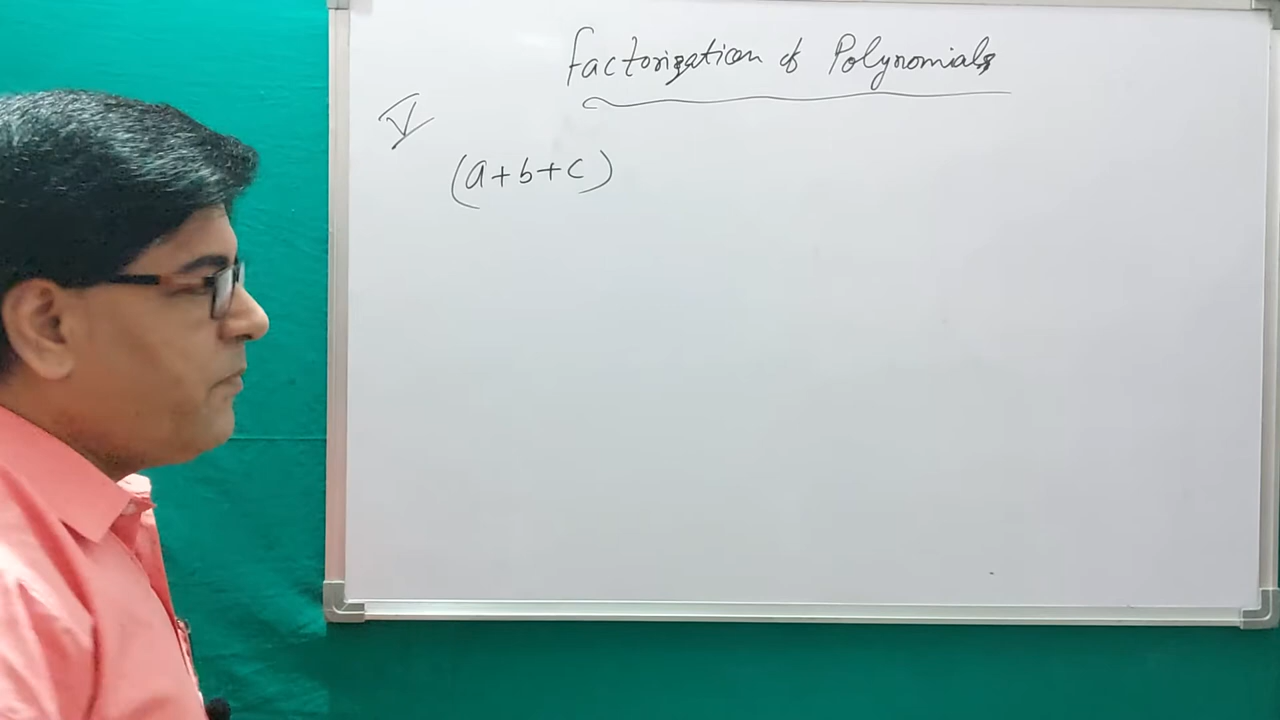 Factorization of Polynomials
V
(a+b+c)